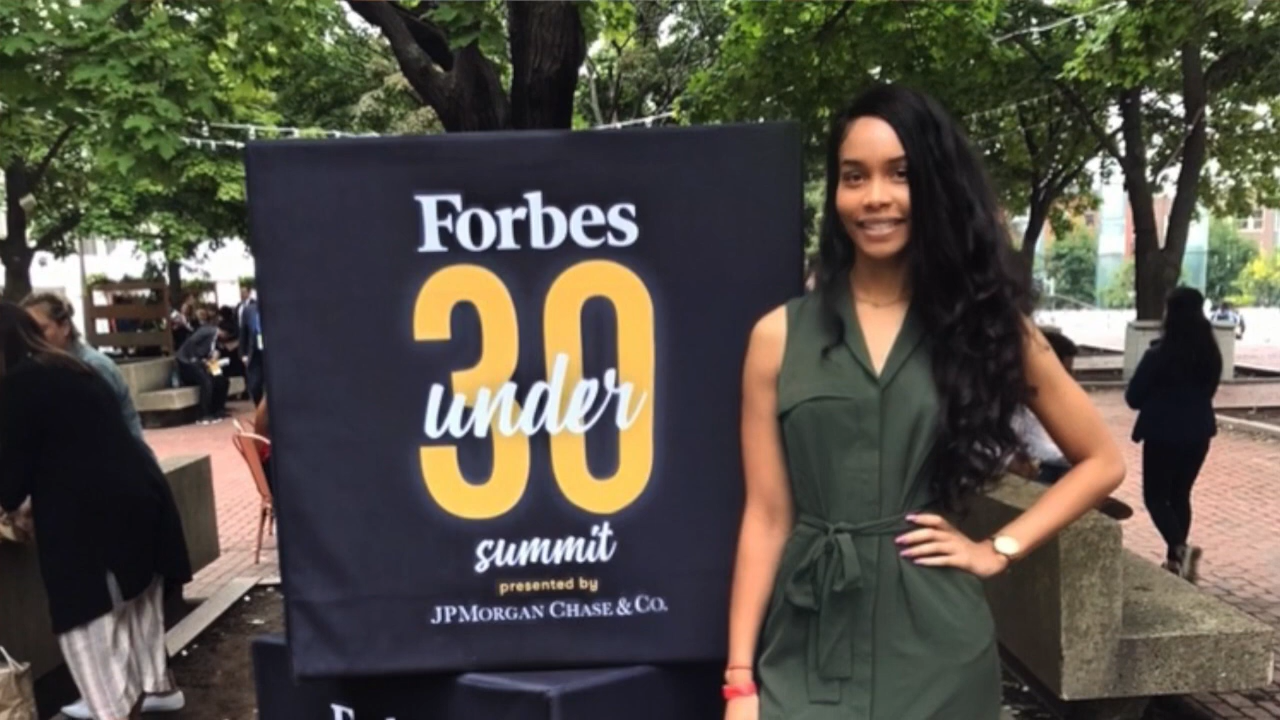 Forbes
30
under
summit
presented by
JPMORGAN CHASE & CO.